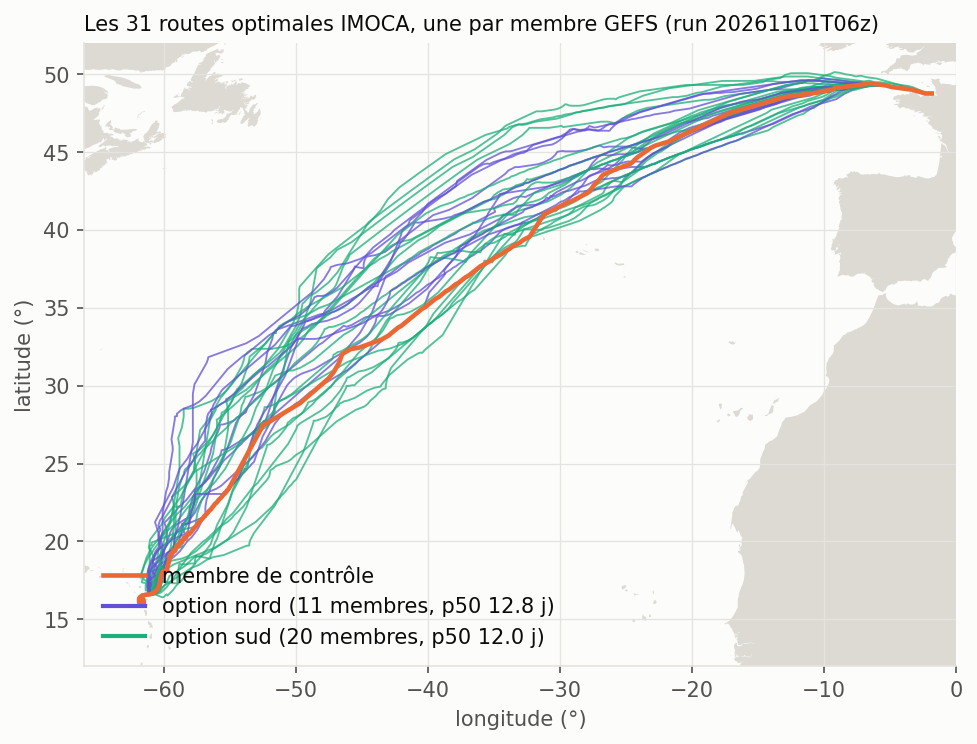 Les 31 routes optimales IMOCA, une par membre GEFS (run 20261101T06z)
50
45
40
35
30
25
20
15
latitude (°)
membre de contrôle
option nord (11 membres, p50 12.8 j)
option sud (20 membres, p50 12.0 j)
−60
−50
−40
−30
−20
−10
0
longitude (°)